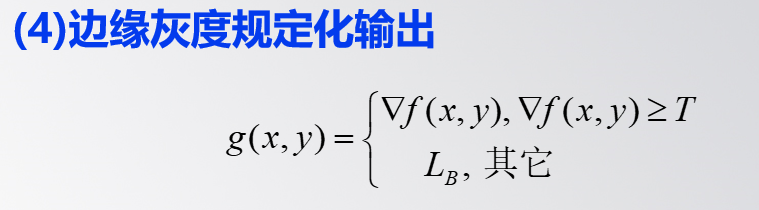 (4)边缘灰度规定化输出
g(x, y) = { ∇f(x, y), ∇f(x, y) ≥ T
L_B, 其它